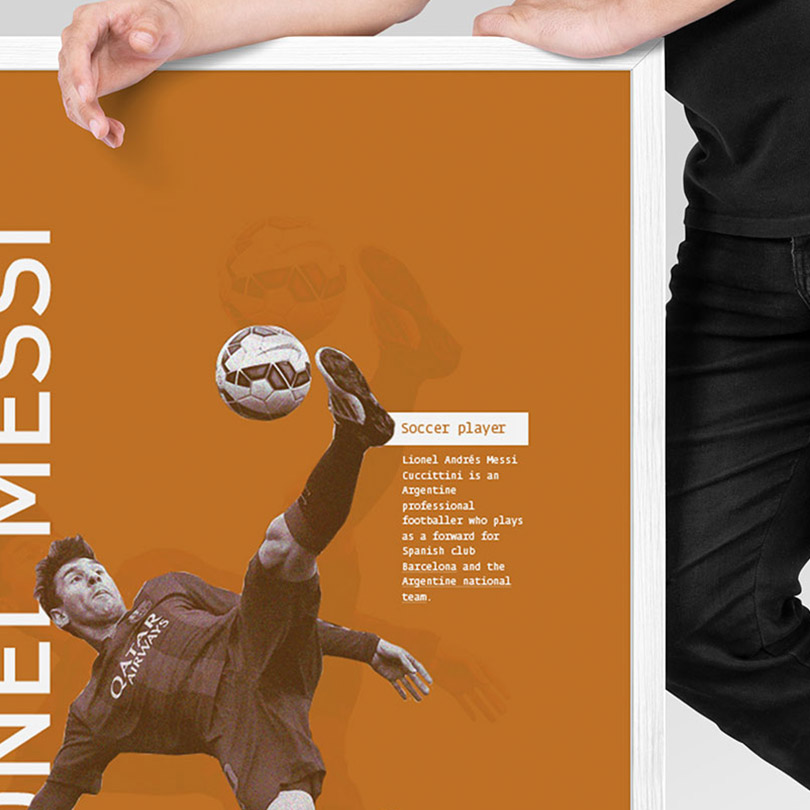 ONEL MESSI
Soccer player
Lionel Andrés Messi
Cuccittini is an
Argentine
professional
footballer who plays
as a forward for
Spanish club
Barcelona and the
Argentine national
team.
QATAR
AIRWAYS